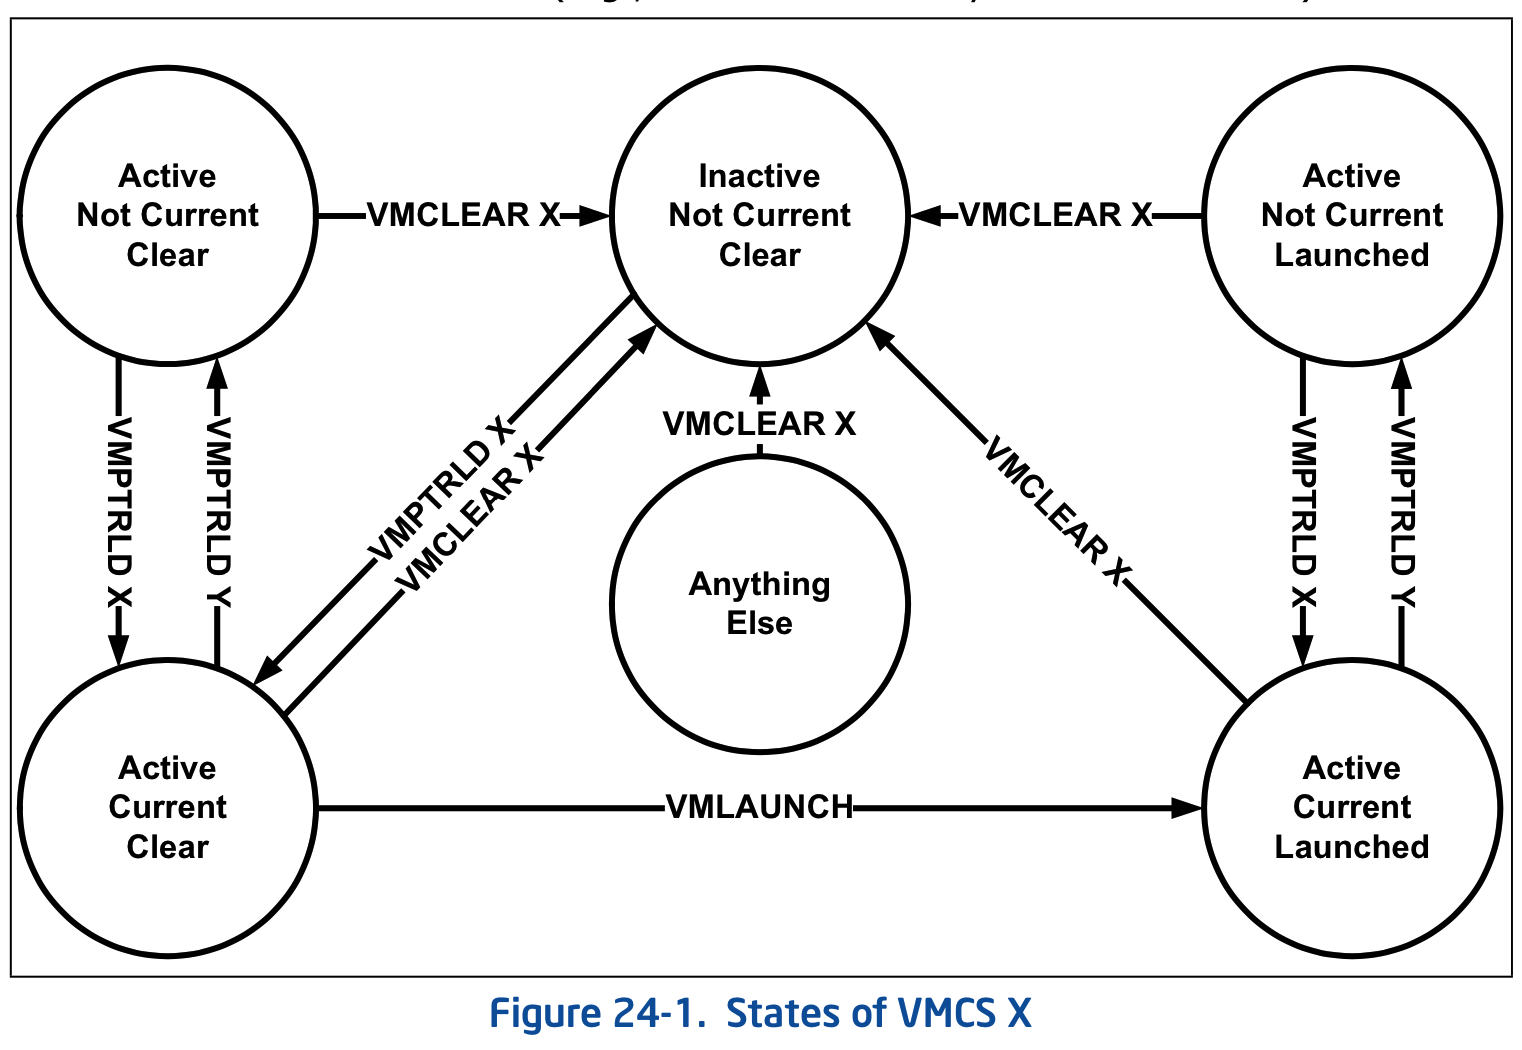 Active
Not Current
Clear
VMCLEAR X
Inactive
Not Current
Clear
VMCLEAR X
Active
Not Current
Launched
VMPTRLD X
VMPTRLD Y
VMPTRLD X
VMCLEAR X
VMCLEAR X
Anything
Else
VMCLEAR X
VMPTRLD X
VMPTRLD Y
Active
Current
Clear
VMLAUNCH
Active
Current
Launched
Figure 24-1. States of VMCS X